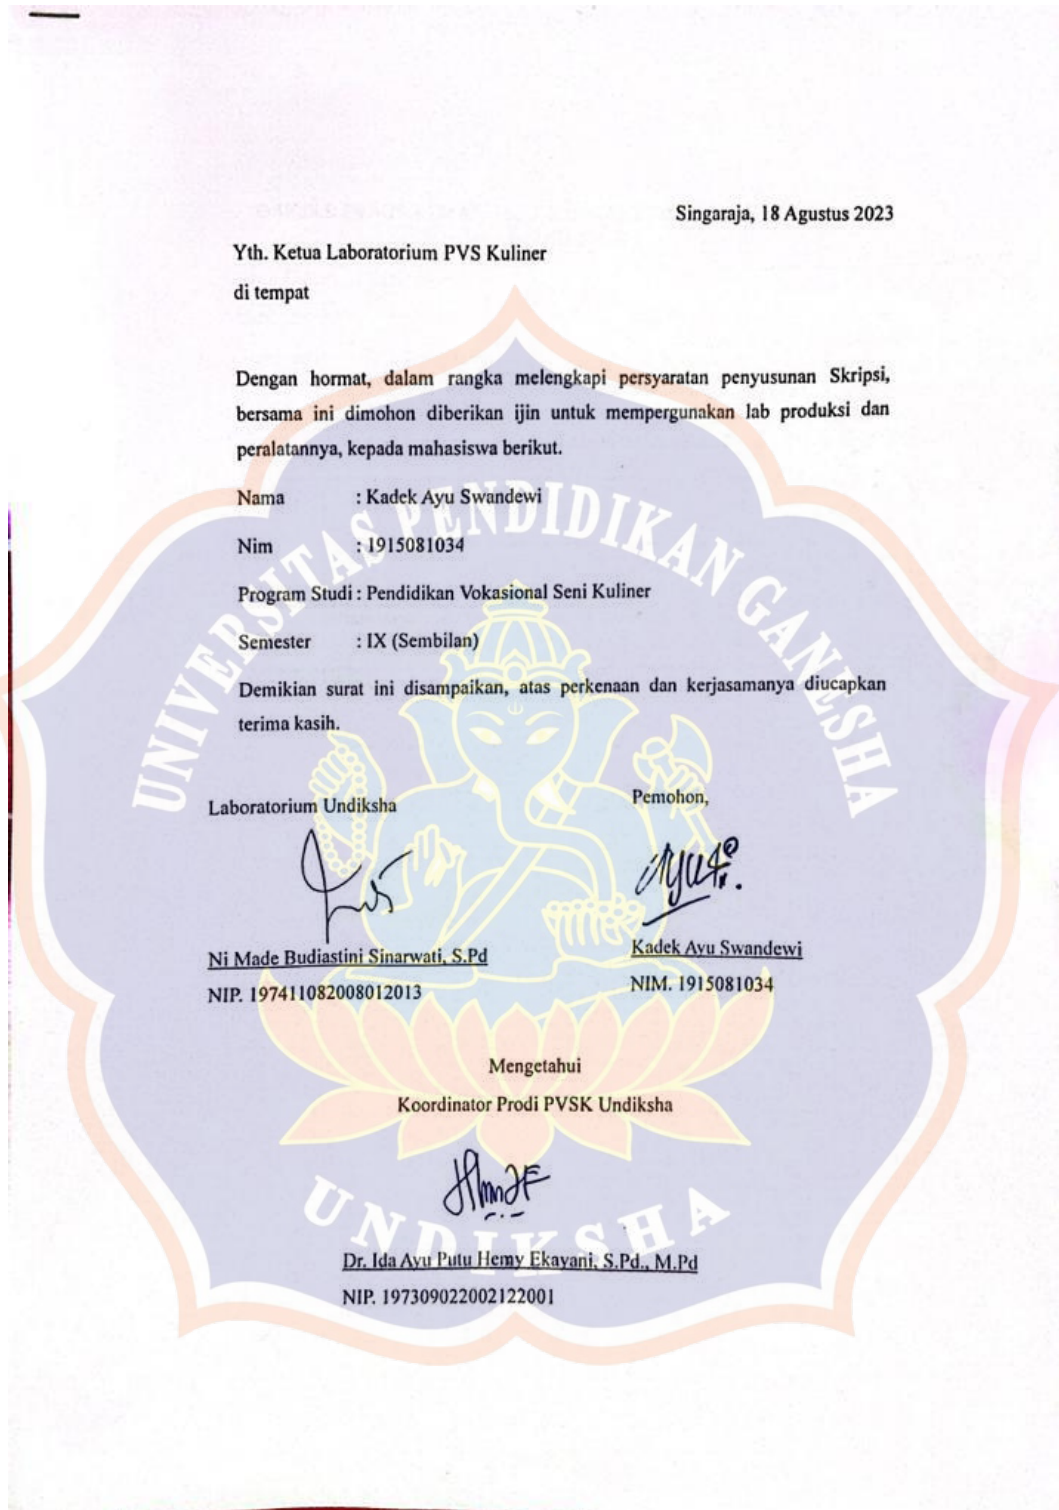 Singaraja, 18 Agustus 2023
Yth. Ketua Laboratorium PVS Kuliner
di tempat
Dengan hormat, dalam rangka melengkapi persyaratan penyusunan Skripsi,
bersama ini dimohon diberikan ijin untuk mempergunakan lab produksi dan
peralatannya, kepada mahasiswa berikut.
Nama : Kadek Ayu Swandewi
Nim : 1915081034
Program Studi : Pendidikan Vokasional Seni Kuliner
Semester : IX (Sembilan)
Demikian surat ini disampaikan, atas perkenaan dan kerjasamanya diucapkan
terima kasih.
Laboratorium Undiksha
Pemohon,
Ni Made Budiastini Sinarwati, S.Pd
NIP. 197411082008012013
Kadek Ayu Swandewi
NIM. 1915081034
Mengetahui
Koordinator Prodi PVSK Undiksha
Dr. Ida Ayu Putu Hemy Ekayani, S.Pd., M.Pd
NIP. 197309022002122001
UNIVERSITAS PENDIDIKAN GANESHA
UNDIKSHA